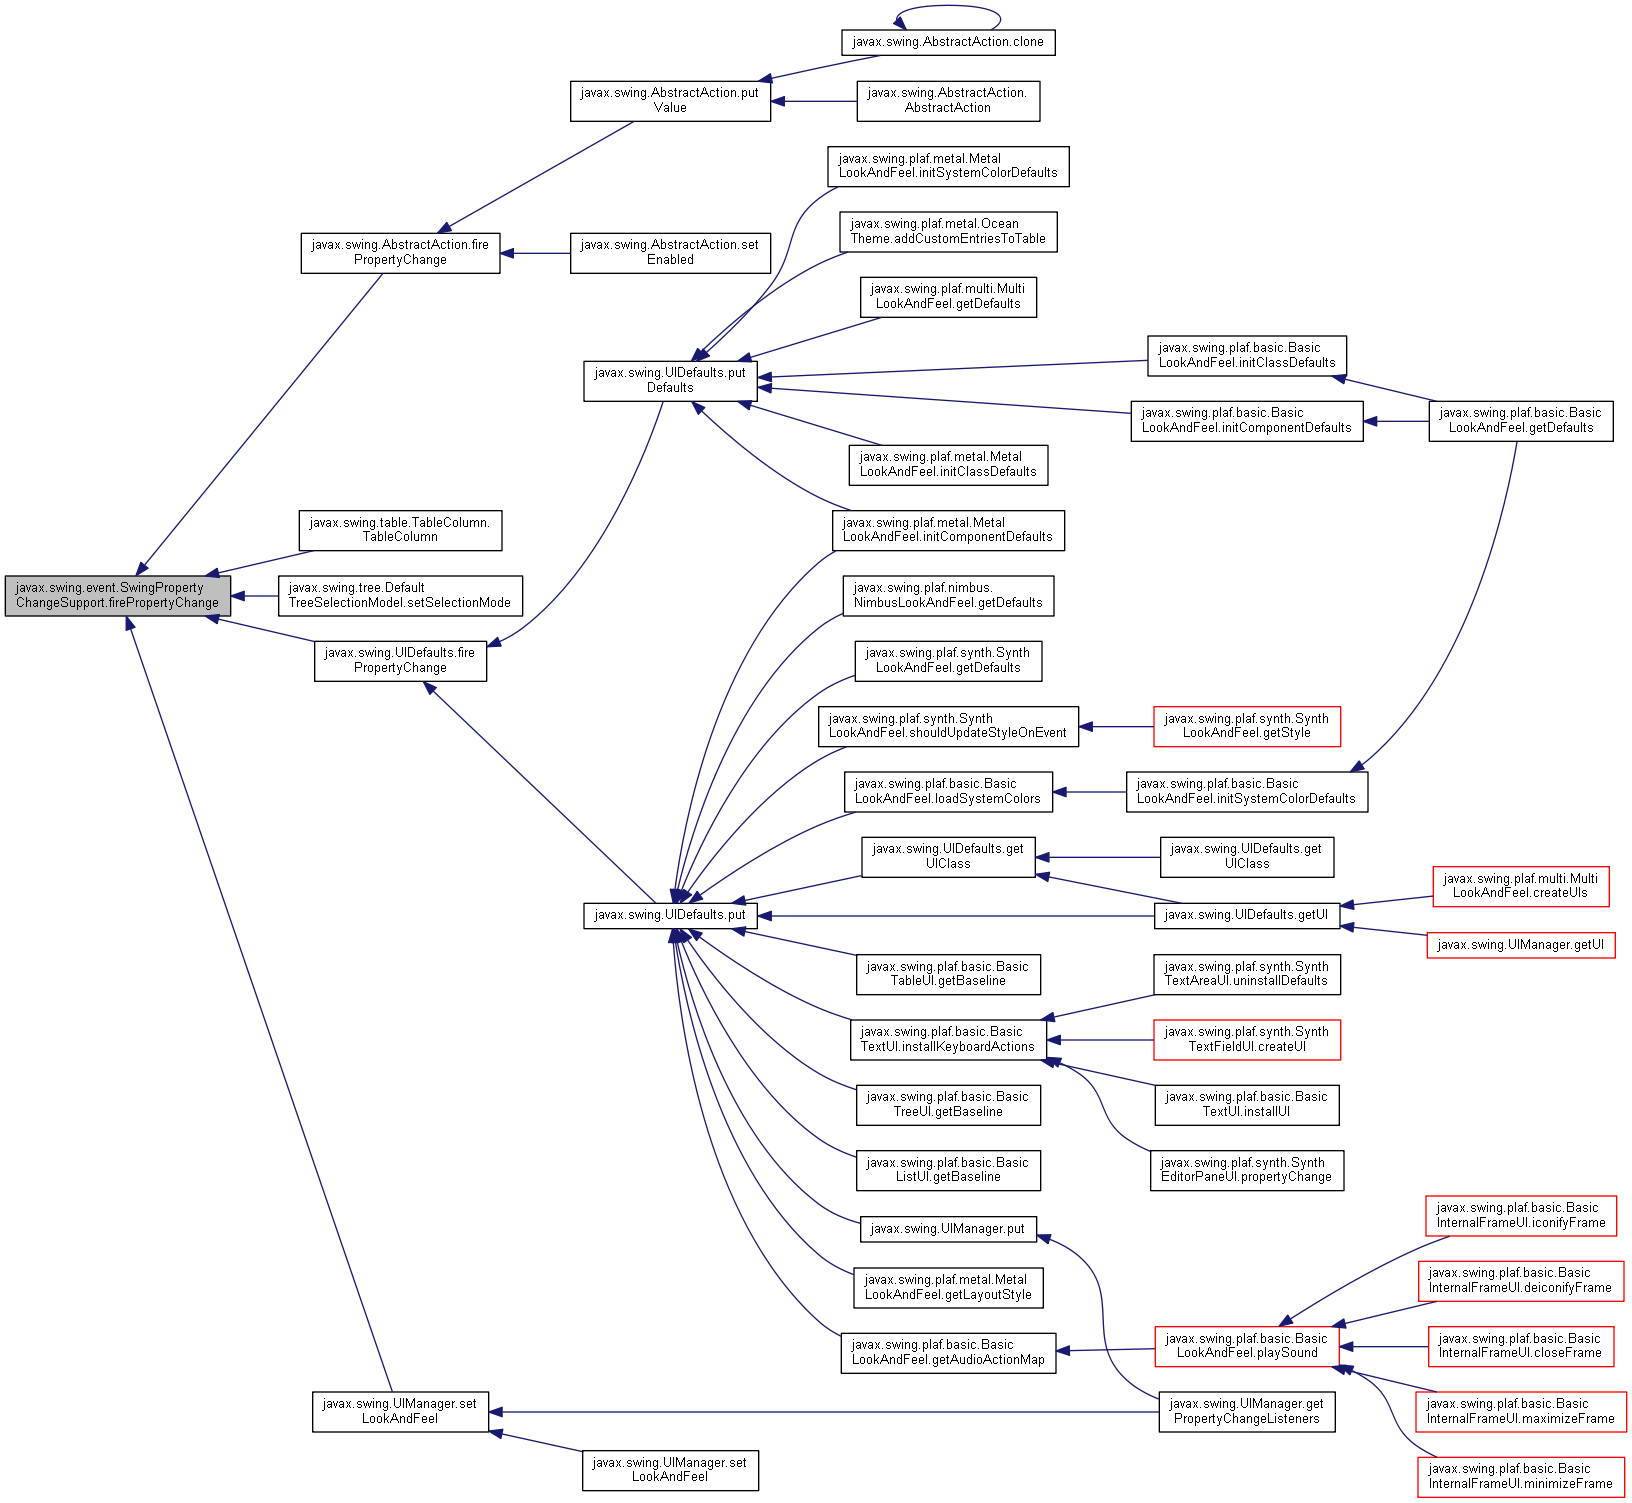 javax.swing.AbstractAction.clone
javax.swing.AbstractAction.put
Value
javax.swing.AbstractAction.
AbstractAction
javax.swing.plaf.metal.Metal
LookAndFeel.initSystemColorDefaults
javax.swing.plaf.metal.Ocean
Theme.addCustomEntriesToTable
javax.swing.AbstractAction.fire
PropertyChange
javax.swing.AbstractAction.set
Enabled
javax.swing.plaf.multi.Multi
LookAndFeel.getDefaults
javax.swing.plaf.basic.Basic
LookAndFeel.initClassDefaults
javax.swing.UIDefaults.put
Defaults
javax.swing.plaf.basic.Basic
LookAndFeel.initComponentDefaults
javax.swing.plaf.basic.Basic
LookAndFeel.getDefaults
javax.swing.plaf.metal.Metal
LookAndFeel.initClassDefaults
javax.swing.table.TableColumn.
TableColumn
javax.swing.plaf.metal.Metal
LookAndFeel.initComponentDefaults
javax.swing.event.SwingProperty
ChangeSupport.firePropertyChange
javax.swing.tree.Default
TreeSelectionModel.setSelectionMode
javax.swing.plaf.nimbus.
NimbusLookAndFeel.getDefaults
javax.swing.UIDefaults.fire
PropertyChange
javax.swing.plaf.synth.Synth
LookAndFeel.getDefaults
javax.swing.plaf.synth.Synth
LookAndFeel.shouldUpdateStyleOnEvent
javax.swing.plaf.synth.Synth
LookAndFeel.getStyle
javax.swing.plaf.basic.Basic
LookAndFeel.loadSystemColors
javax.swing.plaf.basic.Basic
LookAndFeel.initSystemColorDefaults
javax.swing.UIDefaults.get
UIClass
javax.swing.UIDefaults.get
UIClass
javax.swing.plaf.multi.Multi
LookAndFeel.createUIs
javax.swing.UIDefaults.put
javax.swing.UIDefaults.getUI
javax.swing.UIManager.getUI
javax.swing.plaf.basic.Basic
TableUI.getBaseline
javax.swing.plaf.synth.Synth
TextAreaUI.uninstallDefaults
javax.swing.plaf.basic.Basic
TextUI.installKeyboardActions
javax.swing.plaf.synth.Synth
TextFieldUI.createUI
javax.swing.plaf.basic.Basic
TreeUI.getBaseline
javax.swing.plaf.basic.Basic
TextUI.installUI
javax.swing.plaf.basic.Basic
ListUI.getBaseline
javax.swing.plaf.synth.Synth
EditorPaneUI.propertyChange
javax.swing.UIManager.put
javax.swing.plaf.basic.Basic
InternalFrameUI.iconifyFrame
javax.swing.plaf.metal.Metal
LookAndFeel.getLayoutStyle
javax.swing.plaf.basic.Basic
InternalFrameUI.deiconifyFrame
javax.swing.plaf.basic.Basic
LookAndFeel.getAudioActionMap
javax.swing.plaf.basic.Basic
LookAndFeel.playSound
javax.swing.plaf.basic.Basic
InternalFrameUI.closeFrame
javax.swing.UIManager.set
LookAndFeel
javax.swing.UIManager.get
PropertyChangeListeners
javax.swing.plaf.basic.Basic
InternalFrameUI.maximizeFrame
javax.swing.UIManager.set
LookAndFeel
javax.swing.plaf.basic.Basic
InternalFrameUI.minimizeFrame